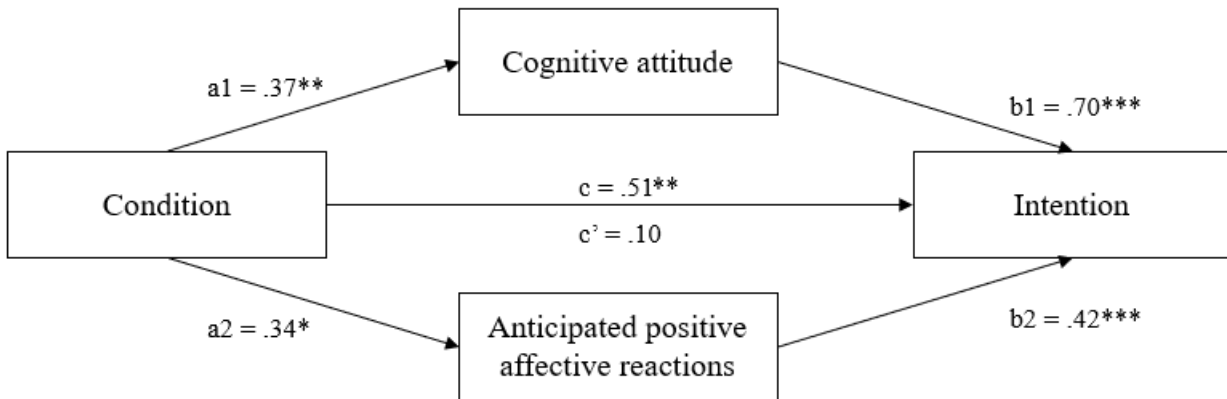 Cognitive attitude
a1 = .37**
b1 = .70***
Condition
c = .51**
c’ = .10
Intention
a2 = .34*
Anticipated positive
affective reactions
b2 = .42***